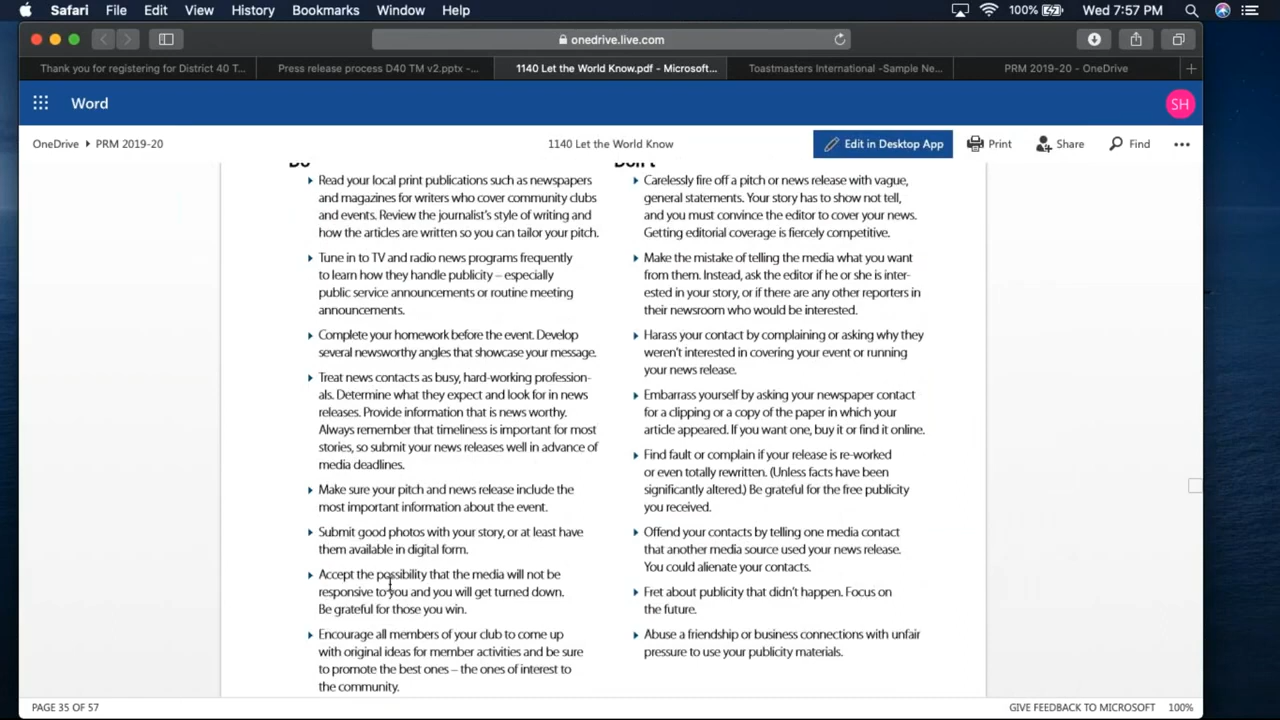 Safari File Edit View History Bookmarks Window Help 100% Wed 7:57 PM
onedrive.live.com
Thank you for registering for District 40 T... Press release process D40 TM v2.pptx -... 1140 Let the World Know.pdf - Microsoft... Toastmasters International -Sample Ne... PRM 2019-20 - OneDrive
Word SH
OneDrive PRM 2019-20 1140 Let the World Know Edit in Desktop App Print Share Find
Do
Read your local print publications such as newspapers
and magazines for writers who cover community clubs
and events. Review the journalist's style of writing and
how the articles are written so you can tailor your pitch.
Tune in to TV and radio news programs frequently
to learn how they handle publicity – especially
public service announcements or routine meeting
announcements.
Complete your homework before the event. Develop
several newsworthy angles that showcase your message.
Treat news contacts as busy, hard-working profession-
als. Determine what they expect and look for in news
releases. Provide information that is news worthy.
Always remember that timeliness is important for most
stories, so submit your news releases well in advance of
media deadlines.
Make sure your pitch and news release include the
most important information about the event.
Submit good photos with your story, or at least have
them available in digital form.
Accept the possibility that the media will not be
responsive to you and you will get turned down.
Be grateful for those you win.
Encourage all members of your club to come up
with original ideas for member activities and be sure
to promote the best ones – the ones of interest to
the community.
Don't
Carelessly fire off a pitch or news release with vague,
general statements. Your story has to show not tell,
and you must convince the editor to cover your news.
Getting editorial coverage is fiercely competitive.
Make the mistake of telling the media what you want
from them. Instead, ask the editor if he or she is inter-
ested in your story, or if there are any other reporters in
their newsroom who would be interested.
Harass your contact by complaining or asking why they
weren't interested in covering your event or running
your news release.
Embarrass yourself by asking your newspaper contact
for a clipping or a copy of the paper in which your
article appeared. If you want one, buy it or find it online.
Find fault or complain if your release is re-worked
or even totally rewritten. (Unless facts have been
significantly altered.) Be grateful for the free publicity
you received.
Offend your contacts by telling one media contact
that another media source used your news release.
You could alienate your contacts.
Fret about publicity that didn't happen. Focus on
the future.
Abuse a friendship or business connections with unfair
pressure to use your publicity materials.
PAGE 35 OF 57 GIVE FEEDBACK TO MICROSOFT 100%